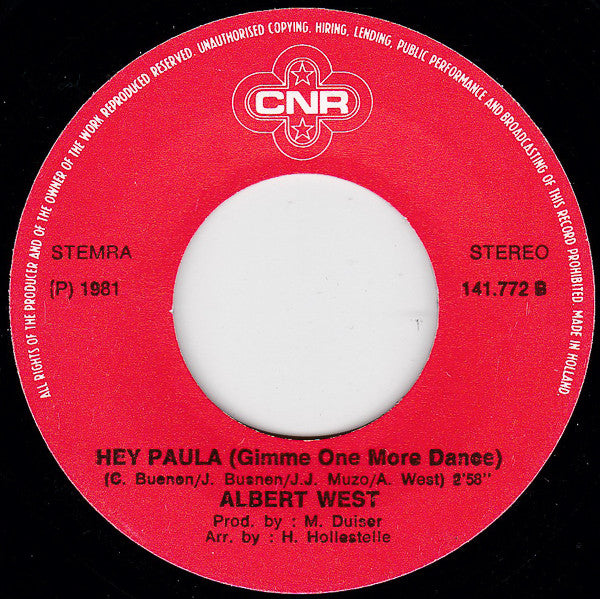 ALL RIGHTS OF THE PRODUCER AND OF THE OWNER OF THE WORK REPRODUCED RESERVED. UNAUTHORISED COPYING, HIRING, LENDING, PUBLIC PERFORMANCE AND BROADCASTING OF THIS RECORD PROHIBITED. MADE IN HOLLAND.
CNR
STEMRA
STEREO
(P) 1981
141.772 B
HEY PAULA (Gimme One More Dance)
(C. Buenen/J. Busnen/J.J. Muzo/A. West) 2'58"
ALBERT WEST
Prod. by : M. Duiser
Arr. by : H. Hollestelle